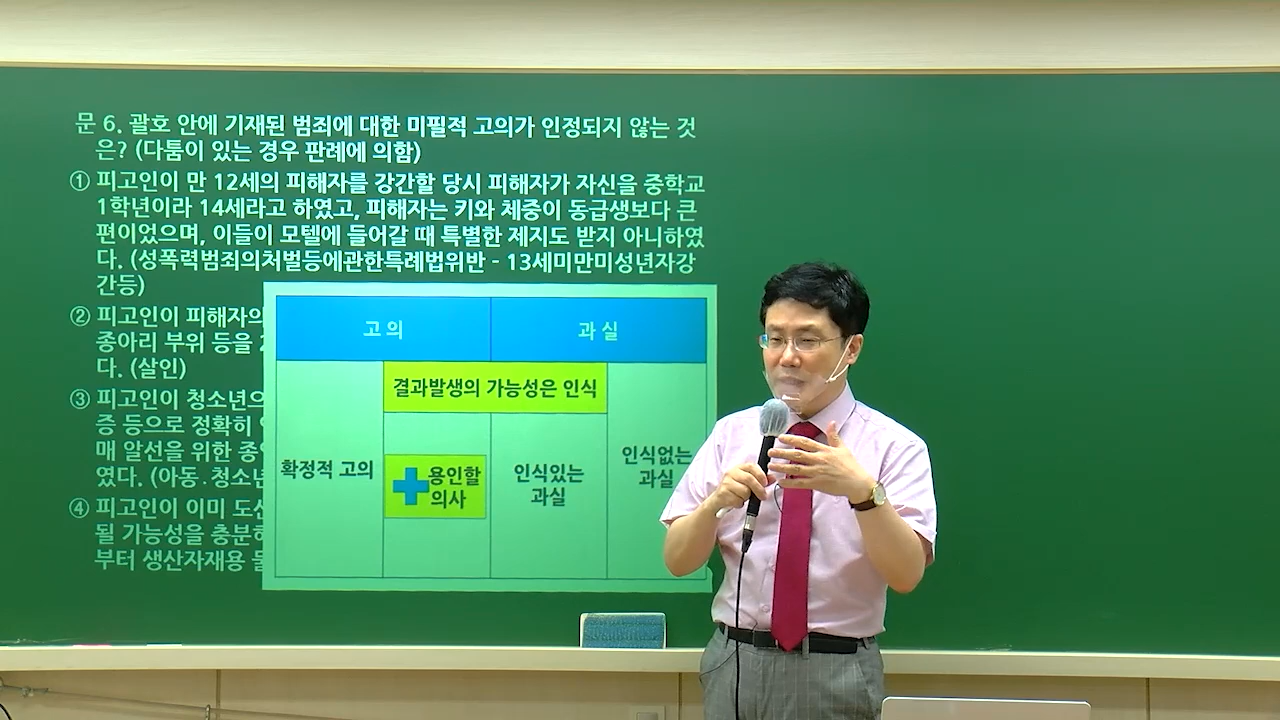 문 6. 괄호 안에 기재된 범죄에 대한 미필적 고의가 인정되지 않는 것
은? (다툼이 있는 경우 판례에 의함)
① 피고인이 만 12세의 피해자를 강간할 당시 피해자가 자신을 중학교
1학년이라 14세라고 하였고, 피해자는 키와 체중이 동급생보다 큰
편이었으며, 이들이 모텔에 들어갈 때 특별한 제지도 받지 아니하였
다. (성폭력범죄의처벌등에관한특례법위반 - 13세미만미성년자강
간등)
② 피고인이 피해자의
종아리 부위 등을
다. (살인)
③ 피고인이 청소년으
증 등으로 정확히
매 알선을 위한 종
였다. (아동·청소년
④ 피고인이 이미 도산
될 가능성을 충분히
부터 생산자재용 물
고 의
과 실
결과발생의 가능성은 인식
확정적 고의
용인할
의사
인식있는
과실
인식없는
과실